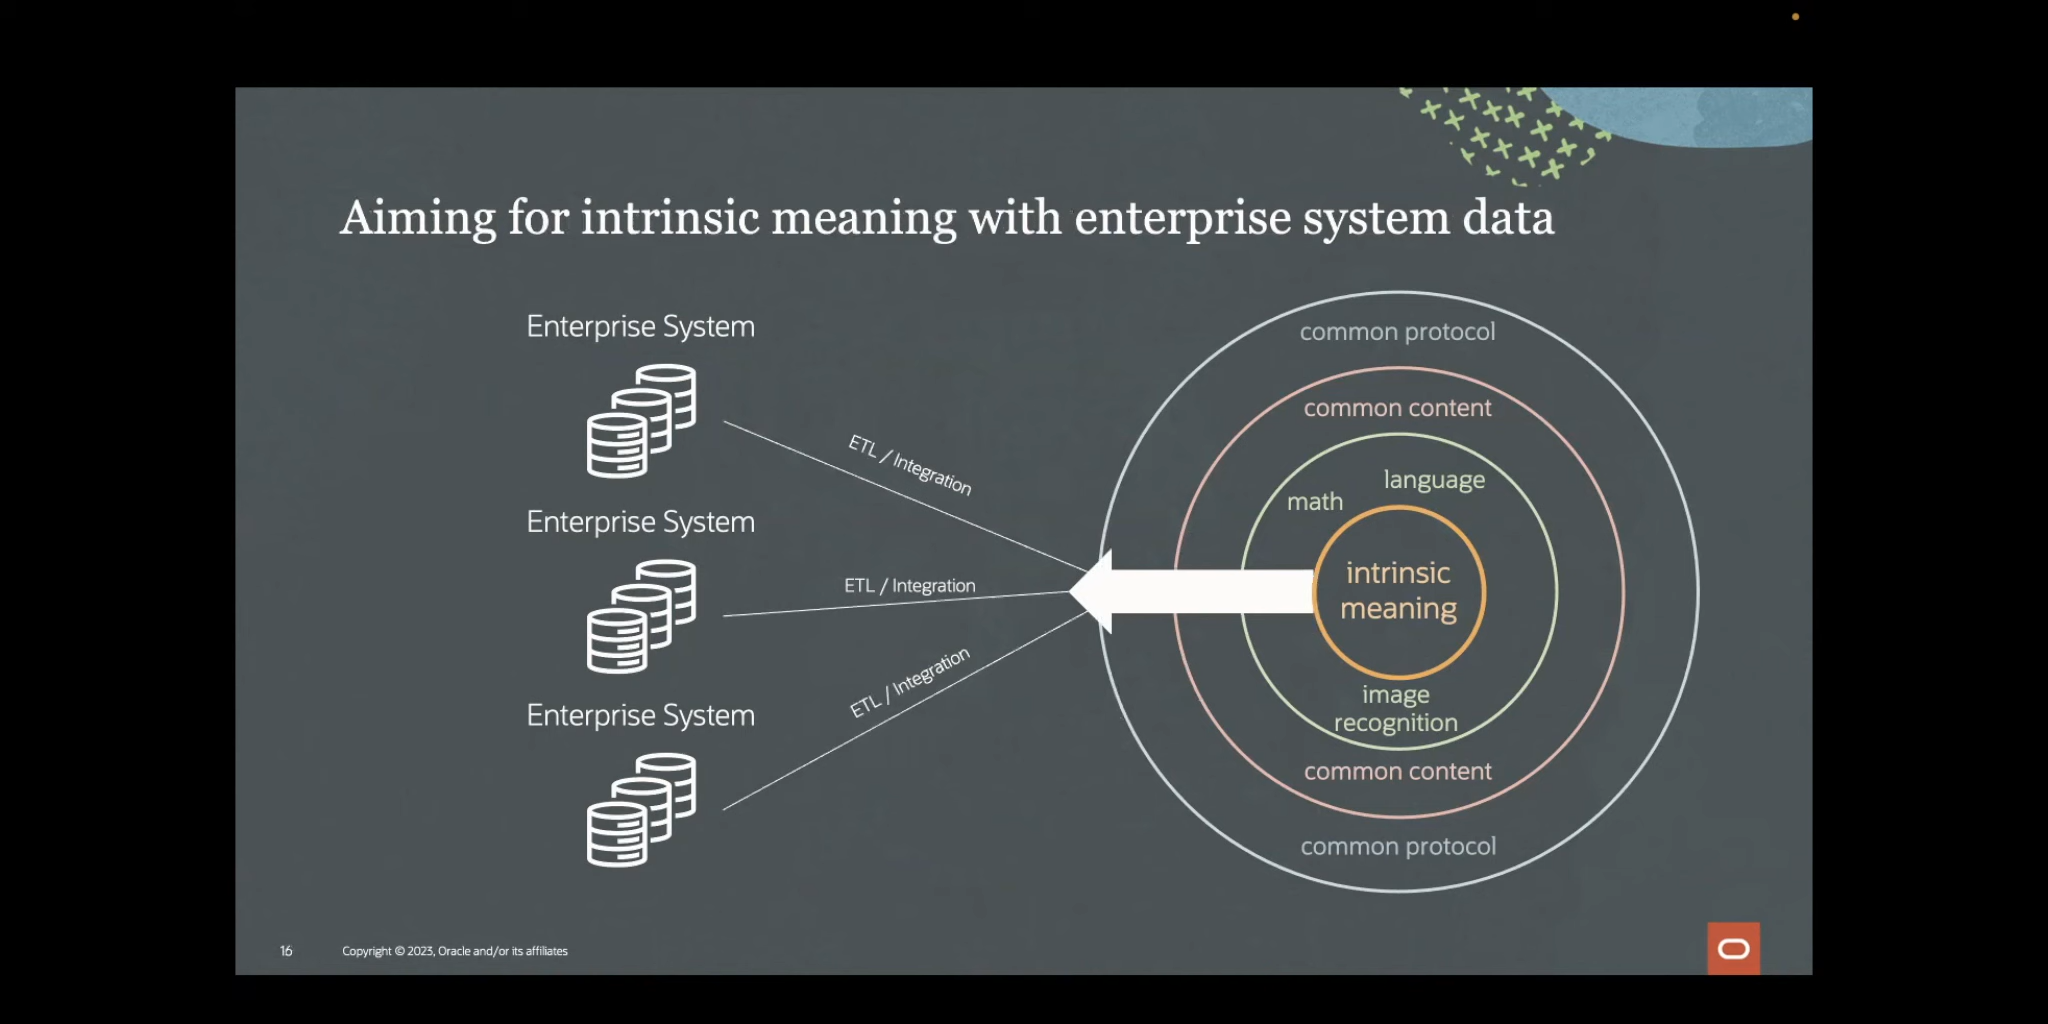 Aiming for intrinsic meaning with enterprise system data
Enterprise System
ETL / Integration
Enterprise System
ETL / Integration
Enterprise System
ETL / Integration
common protocol
common content
language
math
intrinsic
meaning
image
recognition
common content
common protocol
16
Copyright © 2023, Oracle and/or its affiliates